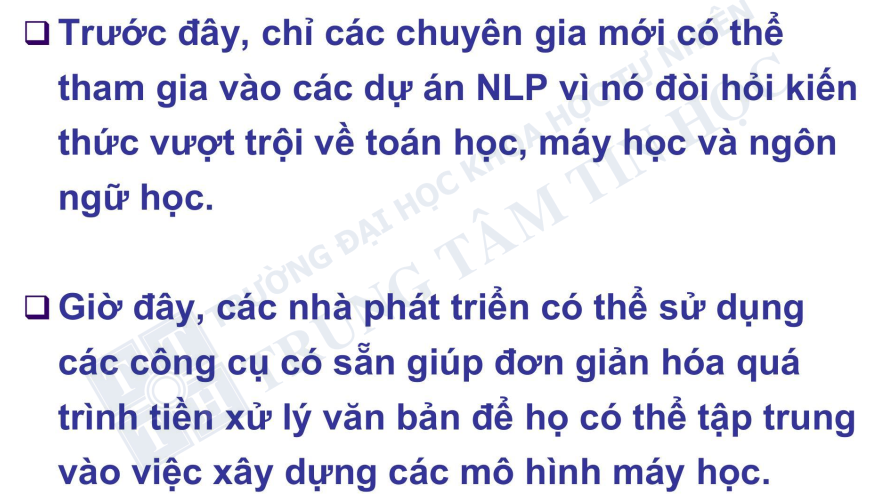 ❑ Trước đây, chỉ các chuyên gia mới có thể
tham gia vào các dự án NLP vì nó đòi hỏi kiến
thức vượt trội về toán học, máy học và ngôn
ngữ học.
❑ Giờ đây, các nhà phát triển có thể sử dụng
các công cụ có sẵn giúp đơn giản hóa quá
trình tiền xử lý văn bản để họ có thể tập trung
vào việc xây dựng các mô hình máy học.
TRƯỜNG ĐẠI HỌC KHOA HỌC TỰ NHIÊN
TRUNG TÂM TIN HỌC